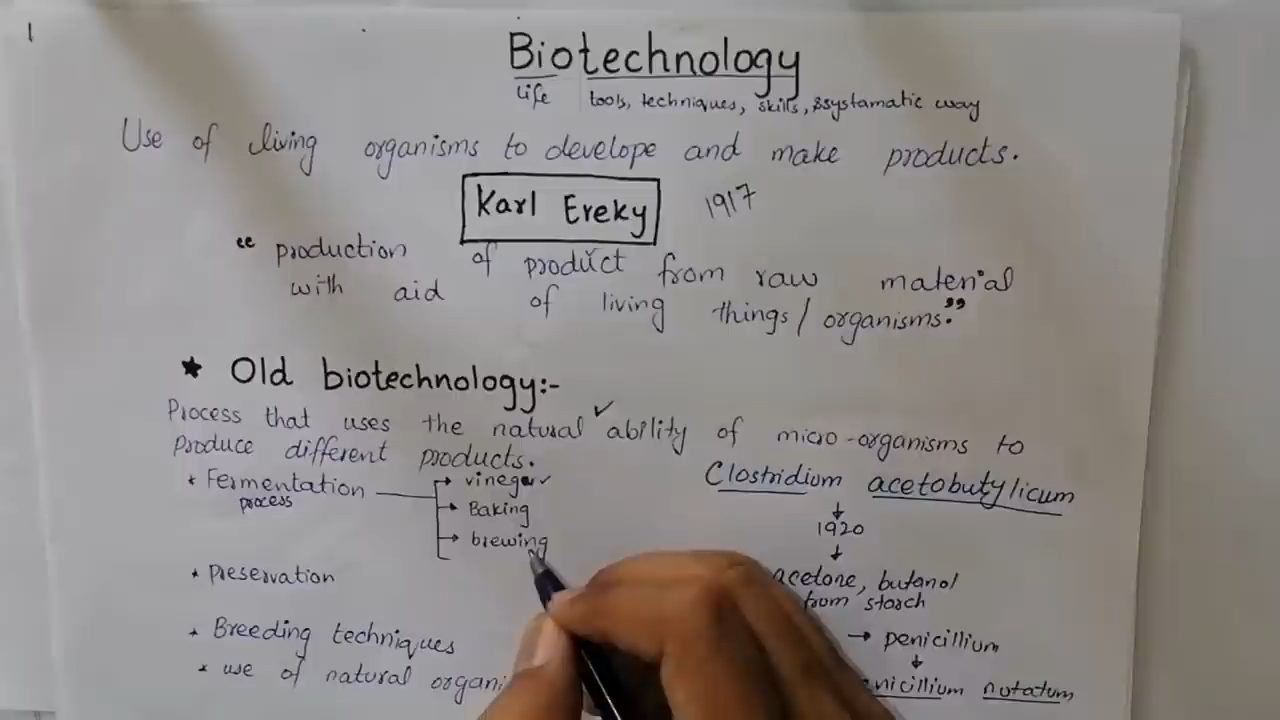 1
Biotechnology
Life tools, techniques, skills, & systamatic way
Use of living organisms to develope and make products.
Karl Ereky 1917
"production of product from raw material
with aid of living things/organisms."
★ Old biotechnology:-
Process that uses the natural ✓ ability of micro-organisms to
produce different products.
* Fermentation → vinegar ✓
process
→ Baking
→ brewing
* Preservation
* Breeding techniques
* use of natural
Clostridium acetobutylicum
↓
1920
↓
acetone, butanol
from starch
→ penicillium
↓
notatum